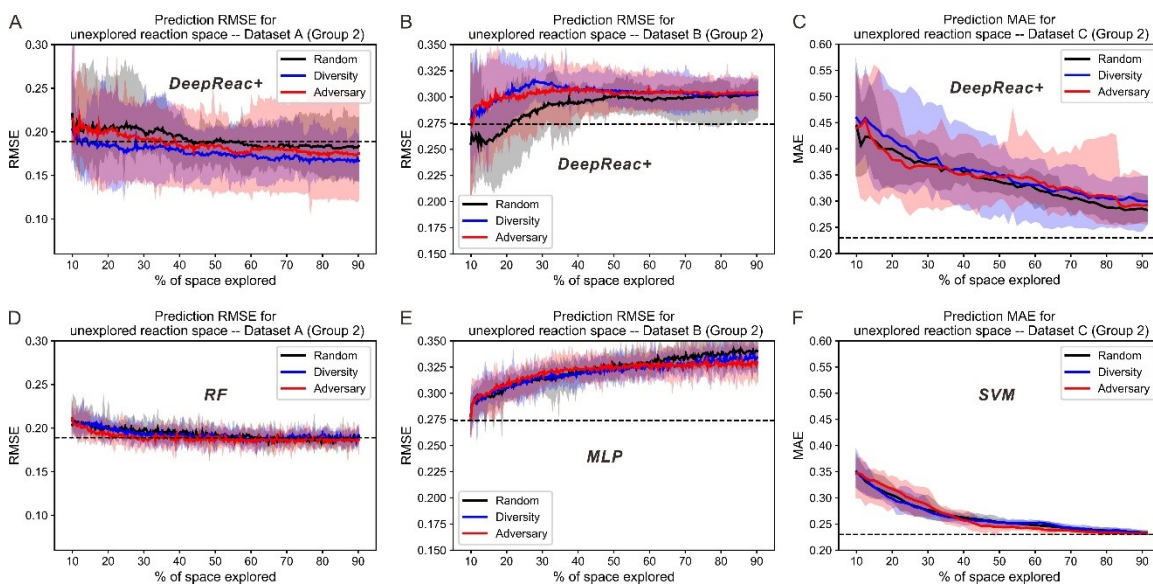 A
Prediction RMSE for
unexplored reaction space -- Dataset A (Group 2)
0.30
0.25
0.20
0.15
0.10
RMSE
DeepReac+
Random
Diversity
Adversary
10 20 30 40 50 60 70 80 90
% of space explored
B
Prediction RMSE for
unexplored reaction space -- Dataset B (Group 2)
0.350
0.325
0.300
0.275
0.250
0.225
0.200
0.175
0.150
RMSE
DeepReac+
Random
Diversity
Adversary
10 20 30 40 50 60 70 80 90
% of space explored
C
Prediction MAE for
unexplored reaction space -- Dataset C (Group 2)
0.60
0.55
0.50
0.45
0.40
0.35
0.30
0.25
0.20
MAE
DeepReac+
Random
Diversity
Adversary
10 20 30 40 50 60 70 80 90
% of space explored
D
Prediction RMSE for
unexplored reaction space -- Dataset A (Group 2)
0.30
0.25
0.20
0.15
0.10
RMSE
RF
Random
Diversity
Adversary
10 20 30 40 50 60 70 80 90
% of space explored
E
Prediction RMSE for
unexplored reaction space -- Dataset B (Group 2)
0.350
0.325
0.300
0.275
0.250
0.225
0.200
0.175
0.150
RMSE
MLP
Random
Diversity
Adversary
10 20 30 40 50 60 70 80 90
% of space explored
F
Prediction MAE for
unexplored reaction space -- Dataset C (Group 2)
0.60
0.55
0.50
0.45
0.40
0.35
0.30
0.25
0.20
MAE
SVM
Random
Diversity
Adversary
10 20 30 40 50 60 70 80 90
% of space explored